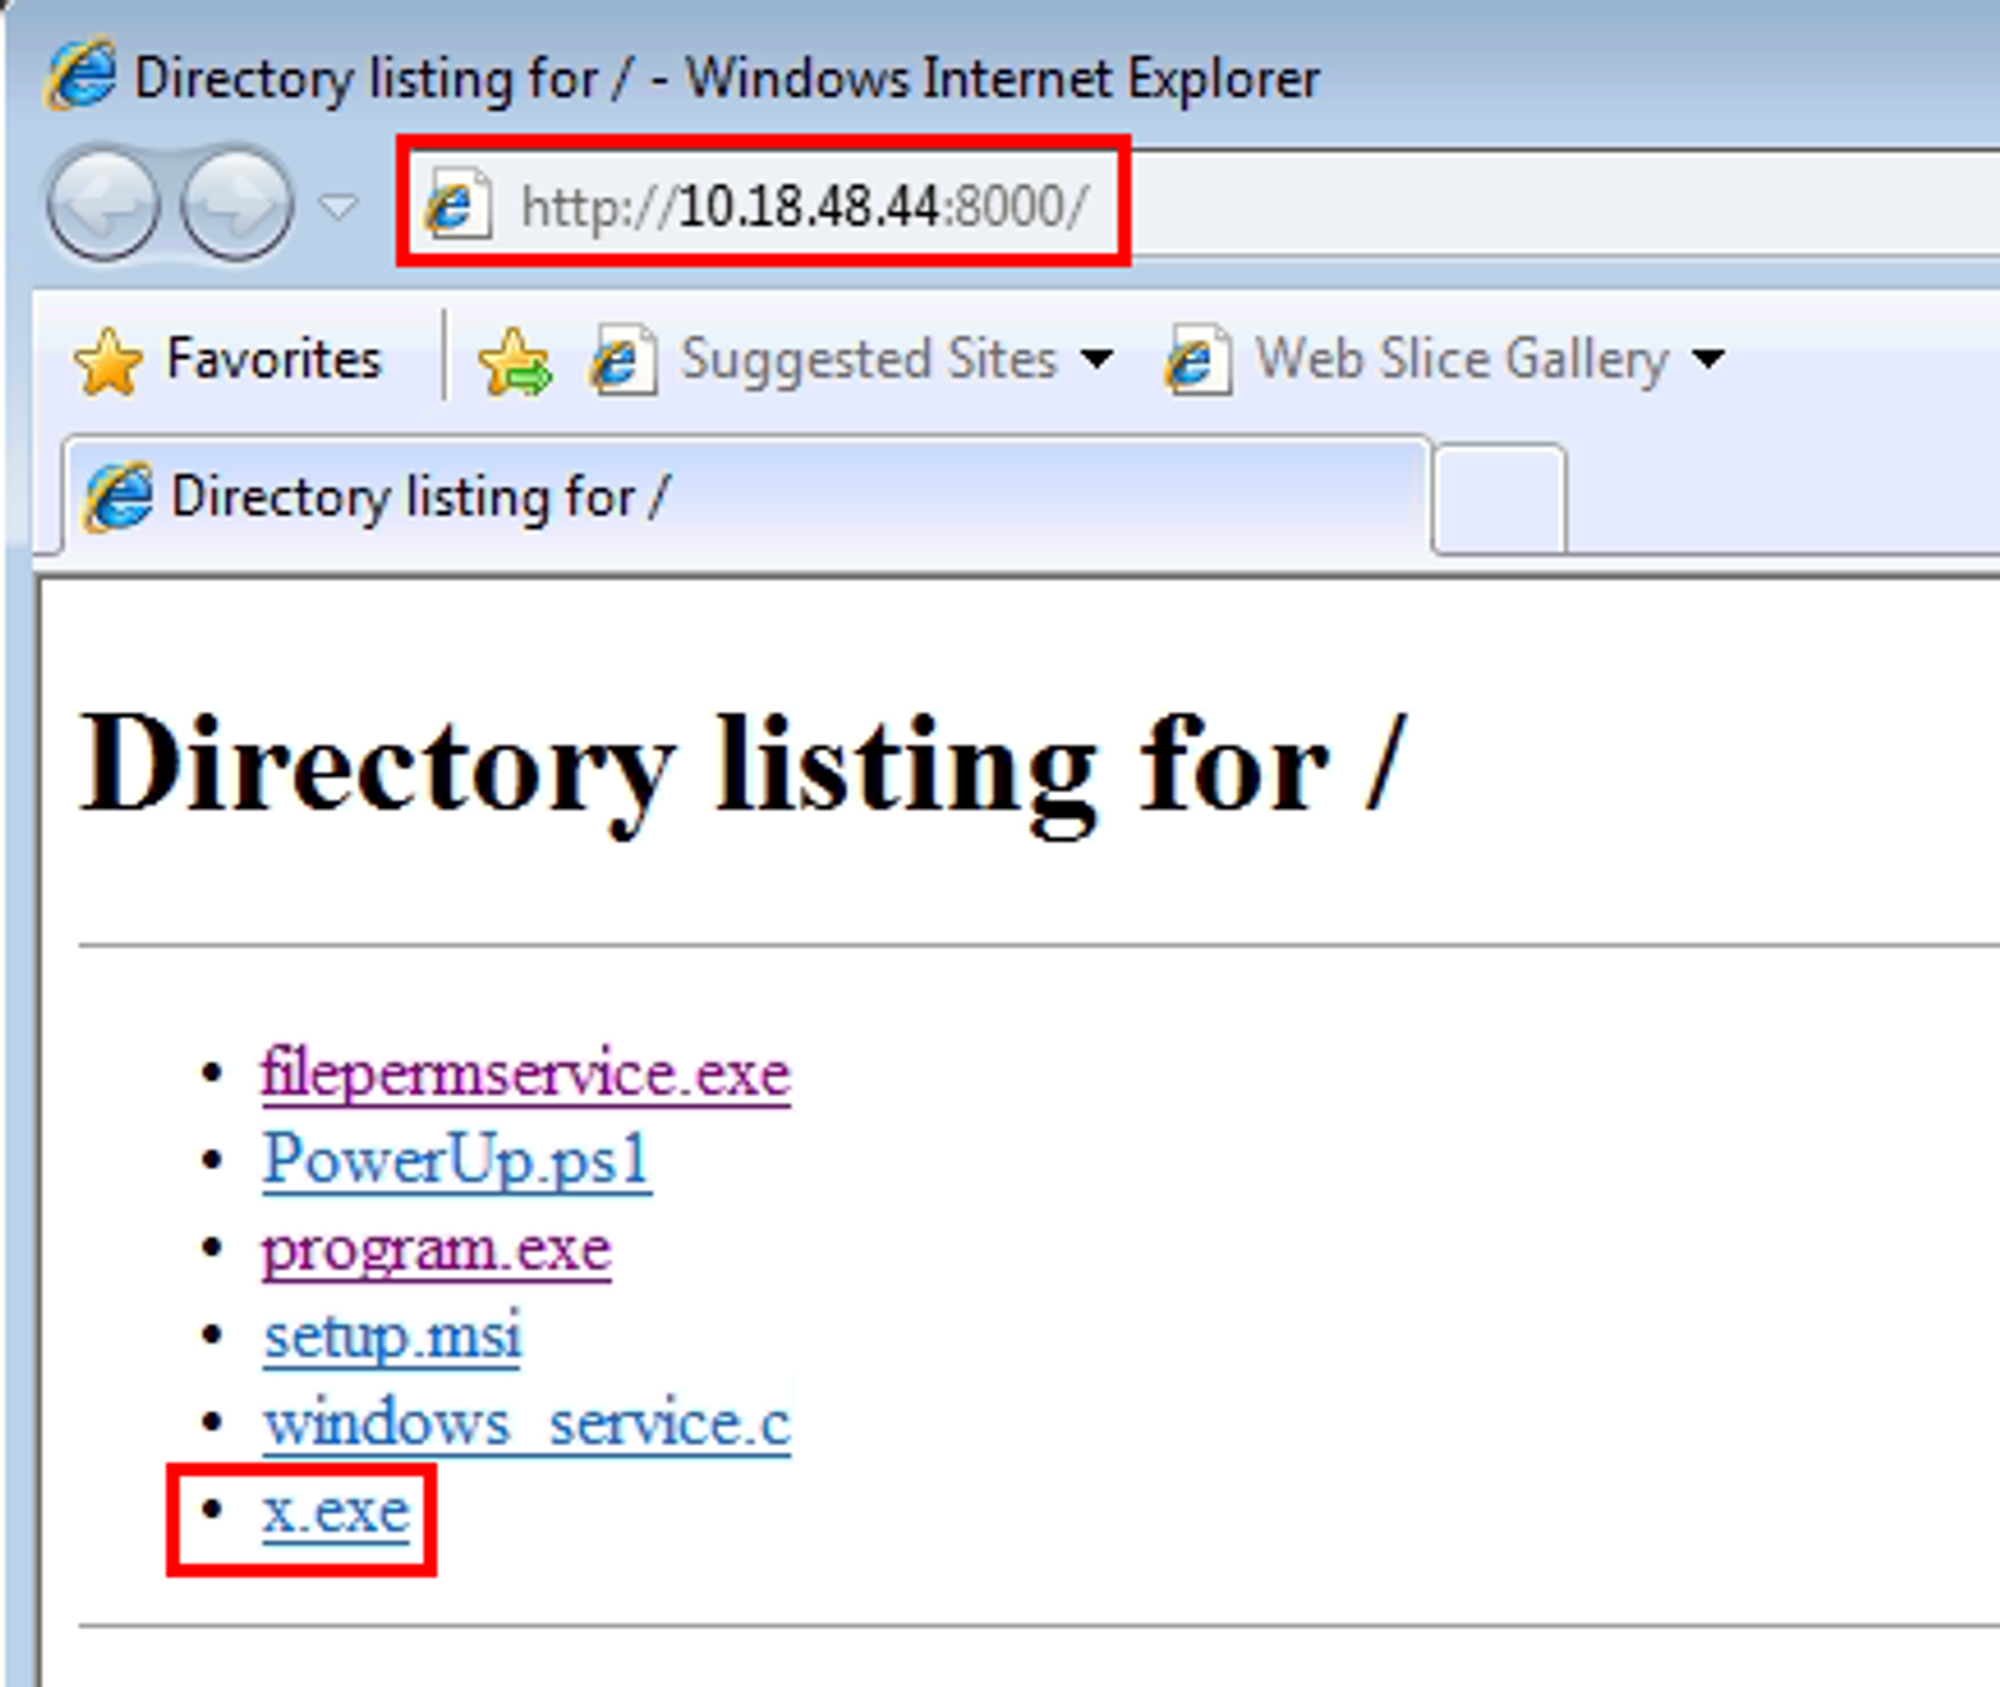 Directory listing for / - Windows Internet Explorer
http://10.18.48.44:8000/
Favorites Suggested Sites Web Slice Gallery
Directory listing for /
Directory listing for /
• filepermservice.exe
• PowerUp.ps1
• program.exe
• setup.msi
• windows_service.c
• x.exe